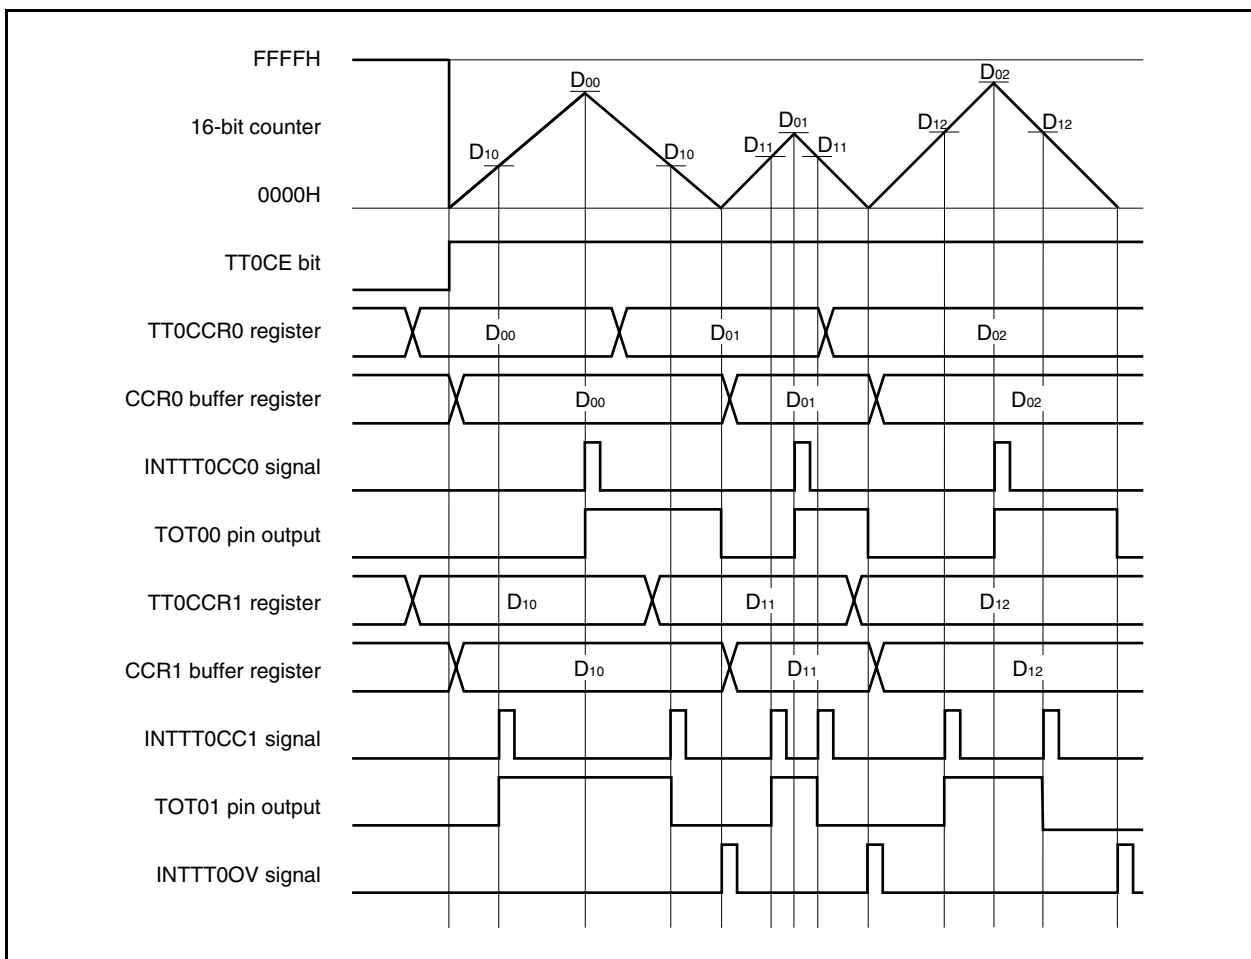 FFFFH
D00
D02
16-bit counter
D10
D10
D11
D01
D11
D12
D12
0000H
TT0CE bit
TT0CCR0 register
D00
D01
D02
CCR0 buffer register
D00
D01
D02
INTTT0CC0 signal
TOT00 pin output
TT0CCR1 register
D10
D11
D12
CCR1 buffer register
D10
D11
D12
INTTT0CC1 signal
TOT01 pin output
INTTT0OV signal